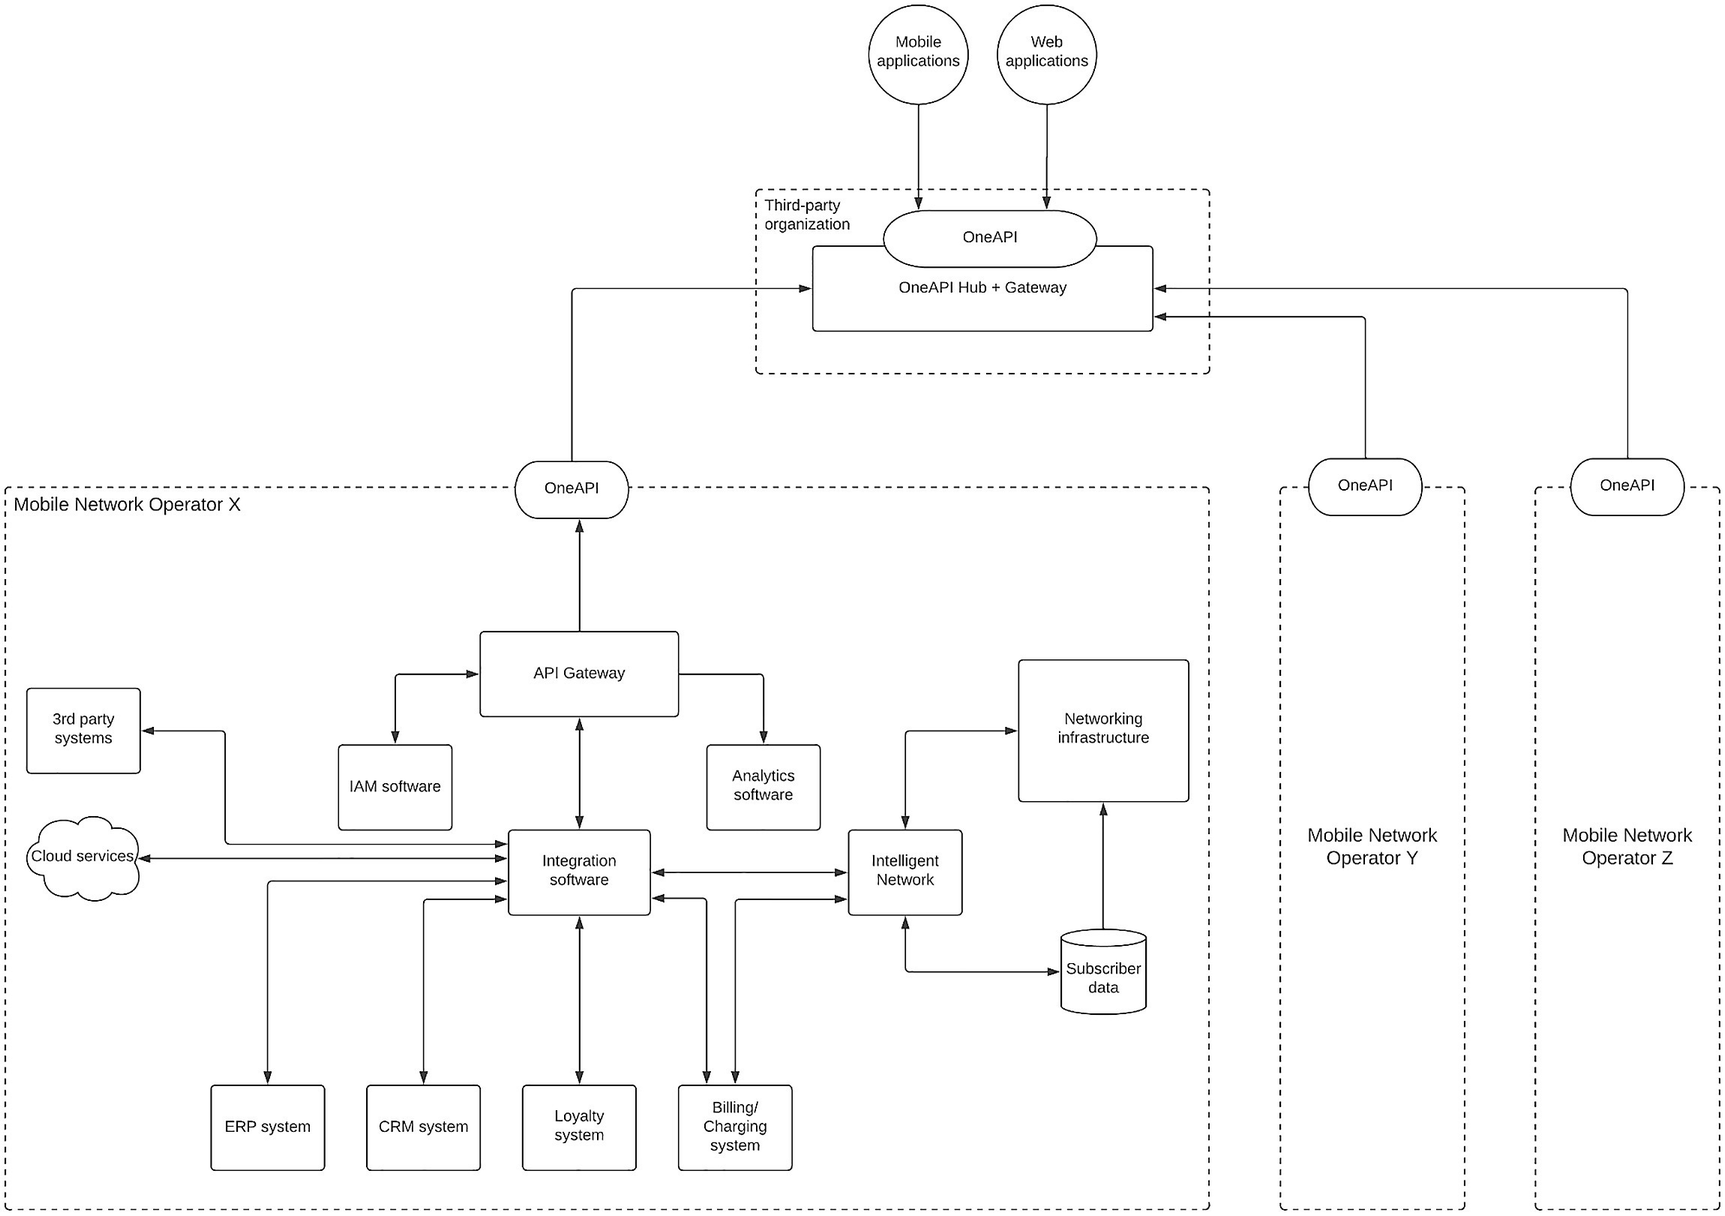 Mobile
applications
Web
applications
Third-party
organization
OneAPI
OneAPI Hub + Gateway
OneAPI
OneAPI
OneAPI
Mobile Network Operator X
API Gateway
3rd party
systems
IAM software
Analytics
software
Networking
infrastructure
Cloud services
Integration
software
Intelligent
Network
Mobile Network
Operator Y
Mobile Network
Operator Z
Subscriber
data
ERP system
CRM system
Loyalty
system
Billing/
Charging
system